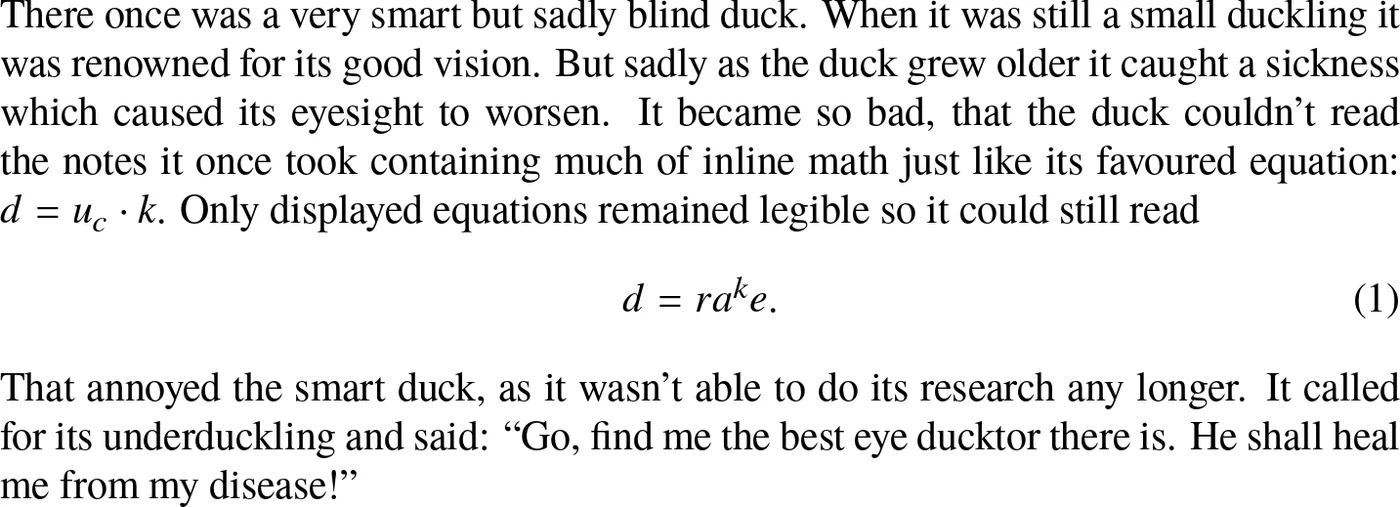 There once was a very smart but sadly blind duck. When it was still a small duckling it
was renowned for its good vision. But sadly as the duck grew older it caught a sickness
which caused its eyesight to worsen. It became so bad, that the duck couldn’t read
the notes it once took containing much of inline math just like its favoured equation:
d = u_c · k. Only displayed equations remained legible so it could still read
d = ra^k e. (1)
That annoyed the smart duck, as it wasn’t able to do its research any longer. It called
for its underduckling and said: “Go, find me the best eye ducktor there is. He shall heal
me from my disease!”